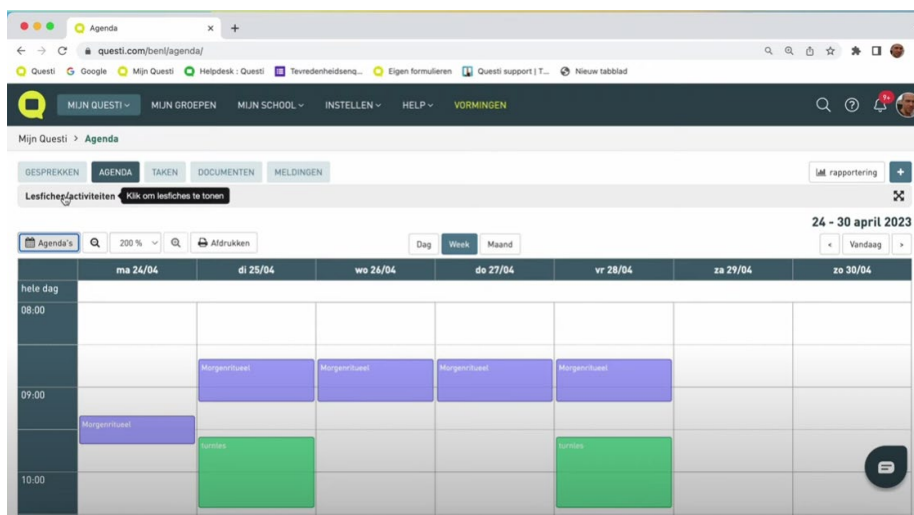 Agenda
questi.com/benl/agenda/
Questi Google Mijn Questi Helpdesk : Questi Tevredenheidsenq... Eigen formulieren Questi support | T... Nieuw tabblad
MIJN QUESTI MIJN GROEPEN MIJN SCHOOL INSTELLEN HELP VORMINGEN 9+
Mijn Questi > Agenda
GESPREKKEN AGENDA TAKEN DOCUMENTEN MELDINGEN rapportering +
Lesfiches/activiteiten Klik om lesfiches te tonen
24 - 30 april 2023
Agenda's 200 % Afdrukken Dag Week Maand < Vandaag >
ma 24/04 di 25/04 wo 26/04 do 27/04 vr 28/04 za 29/04 zo 30/04
hele dag
08:00
Morgenritueel Morgenritueel Morgenritueel Morgenritueel
09:00
Morgenritueel
turnles turnles
10:00